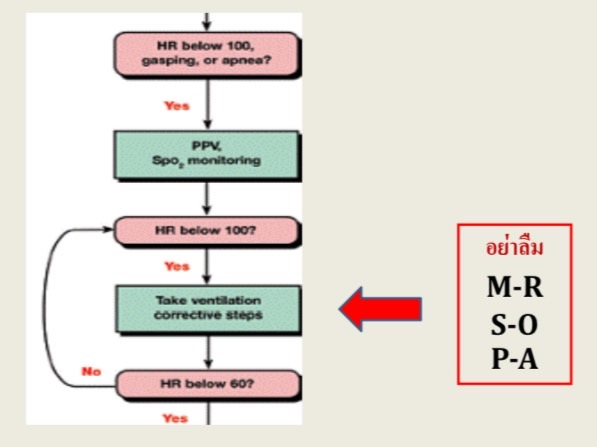 HR below 100,
gasping, or apnea?
Yes
PPV,
Spo₂ monitoring
HR below 100?
Yes
Take ventilation
corrective steps
No
HR below 60?
Yes
อย่าลืม
M-R
S-O
P-A